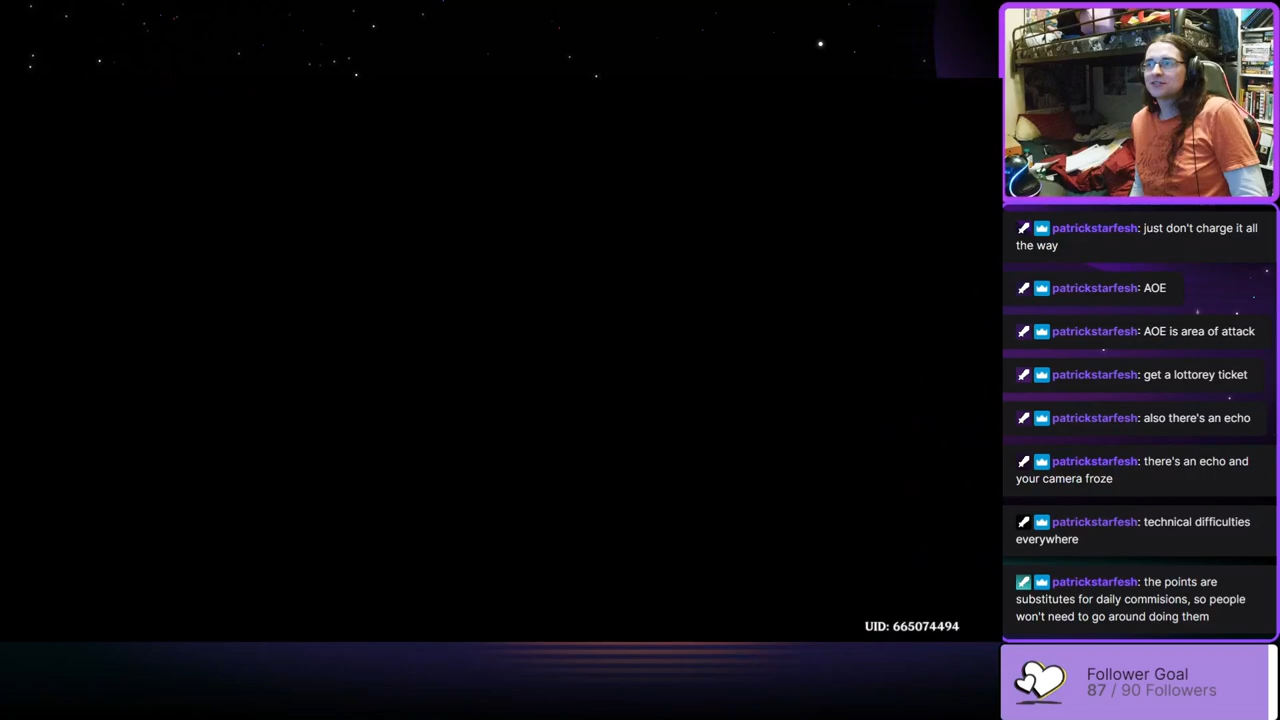 patrickstarfesh: just don't charge it all
the way
patrickstarfesh: AOE
patrickstarfesh: AOE is area of attack
patrickstarfesh: get a lottorey ticket
patrickstarfesh: also there's an echo
patrickstarfesh: there's an echo and
your camera froze
patrickstarfesh: technical difficulties
everywhere
patrickstarfesh: the points are
substitutes for daily commisions, so people
won't need to go around doing them
UID: 665074494
Follower Goal
87 / 90 Followers